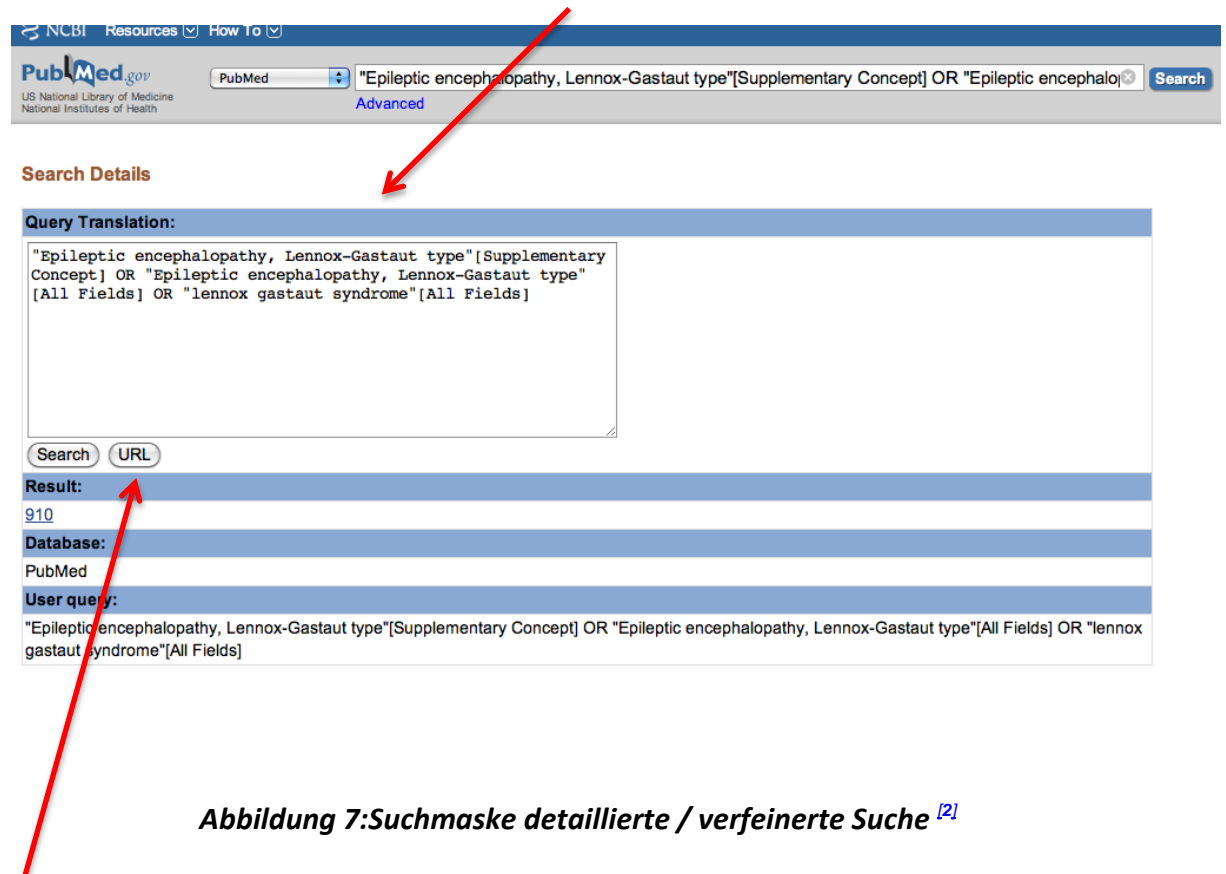 NCBI Resources How To
PubMed.gov
US National Library of Medicine
National Institutes of Health
PubMed
"Epileptic encephalopathy, Lennox-Gastaut type"[Supplementary Concept] OR "Epileptic encephalop
Search
Advanced
Search Details
Query Translation:
"Epileptic encephalopathy, Lennox-Gastaut type"[Supplementary
Concept] OR "Epileptic encephalopathy, Lennox-Gastaut type"
[All Fields] OR "lennox gastaut syndrome"[All Fields]
Search URL
Result:
910
Database:
PubMed
User query:
"Epileptic encephalopathy, Lennox-Gastaut type"[Supplementary Concept] OR "Epileptic encephalopathy, Lennox-Gastaut type"[All Fields] OR "lennox
gastaut syndrome"[All Fields]
Abbildung 7:Suchmaske detaillierte / verfeinerte Suche [2]